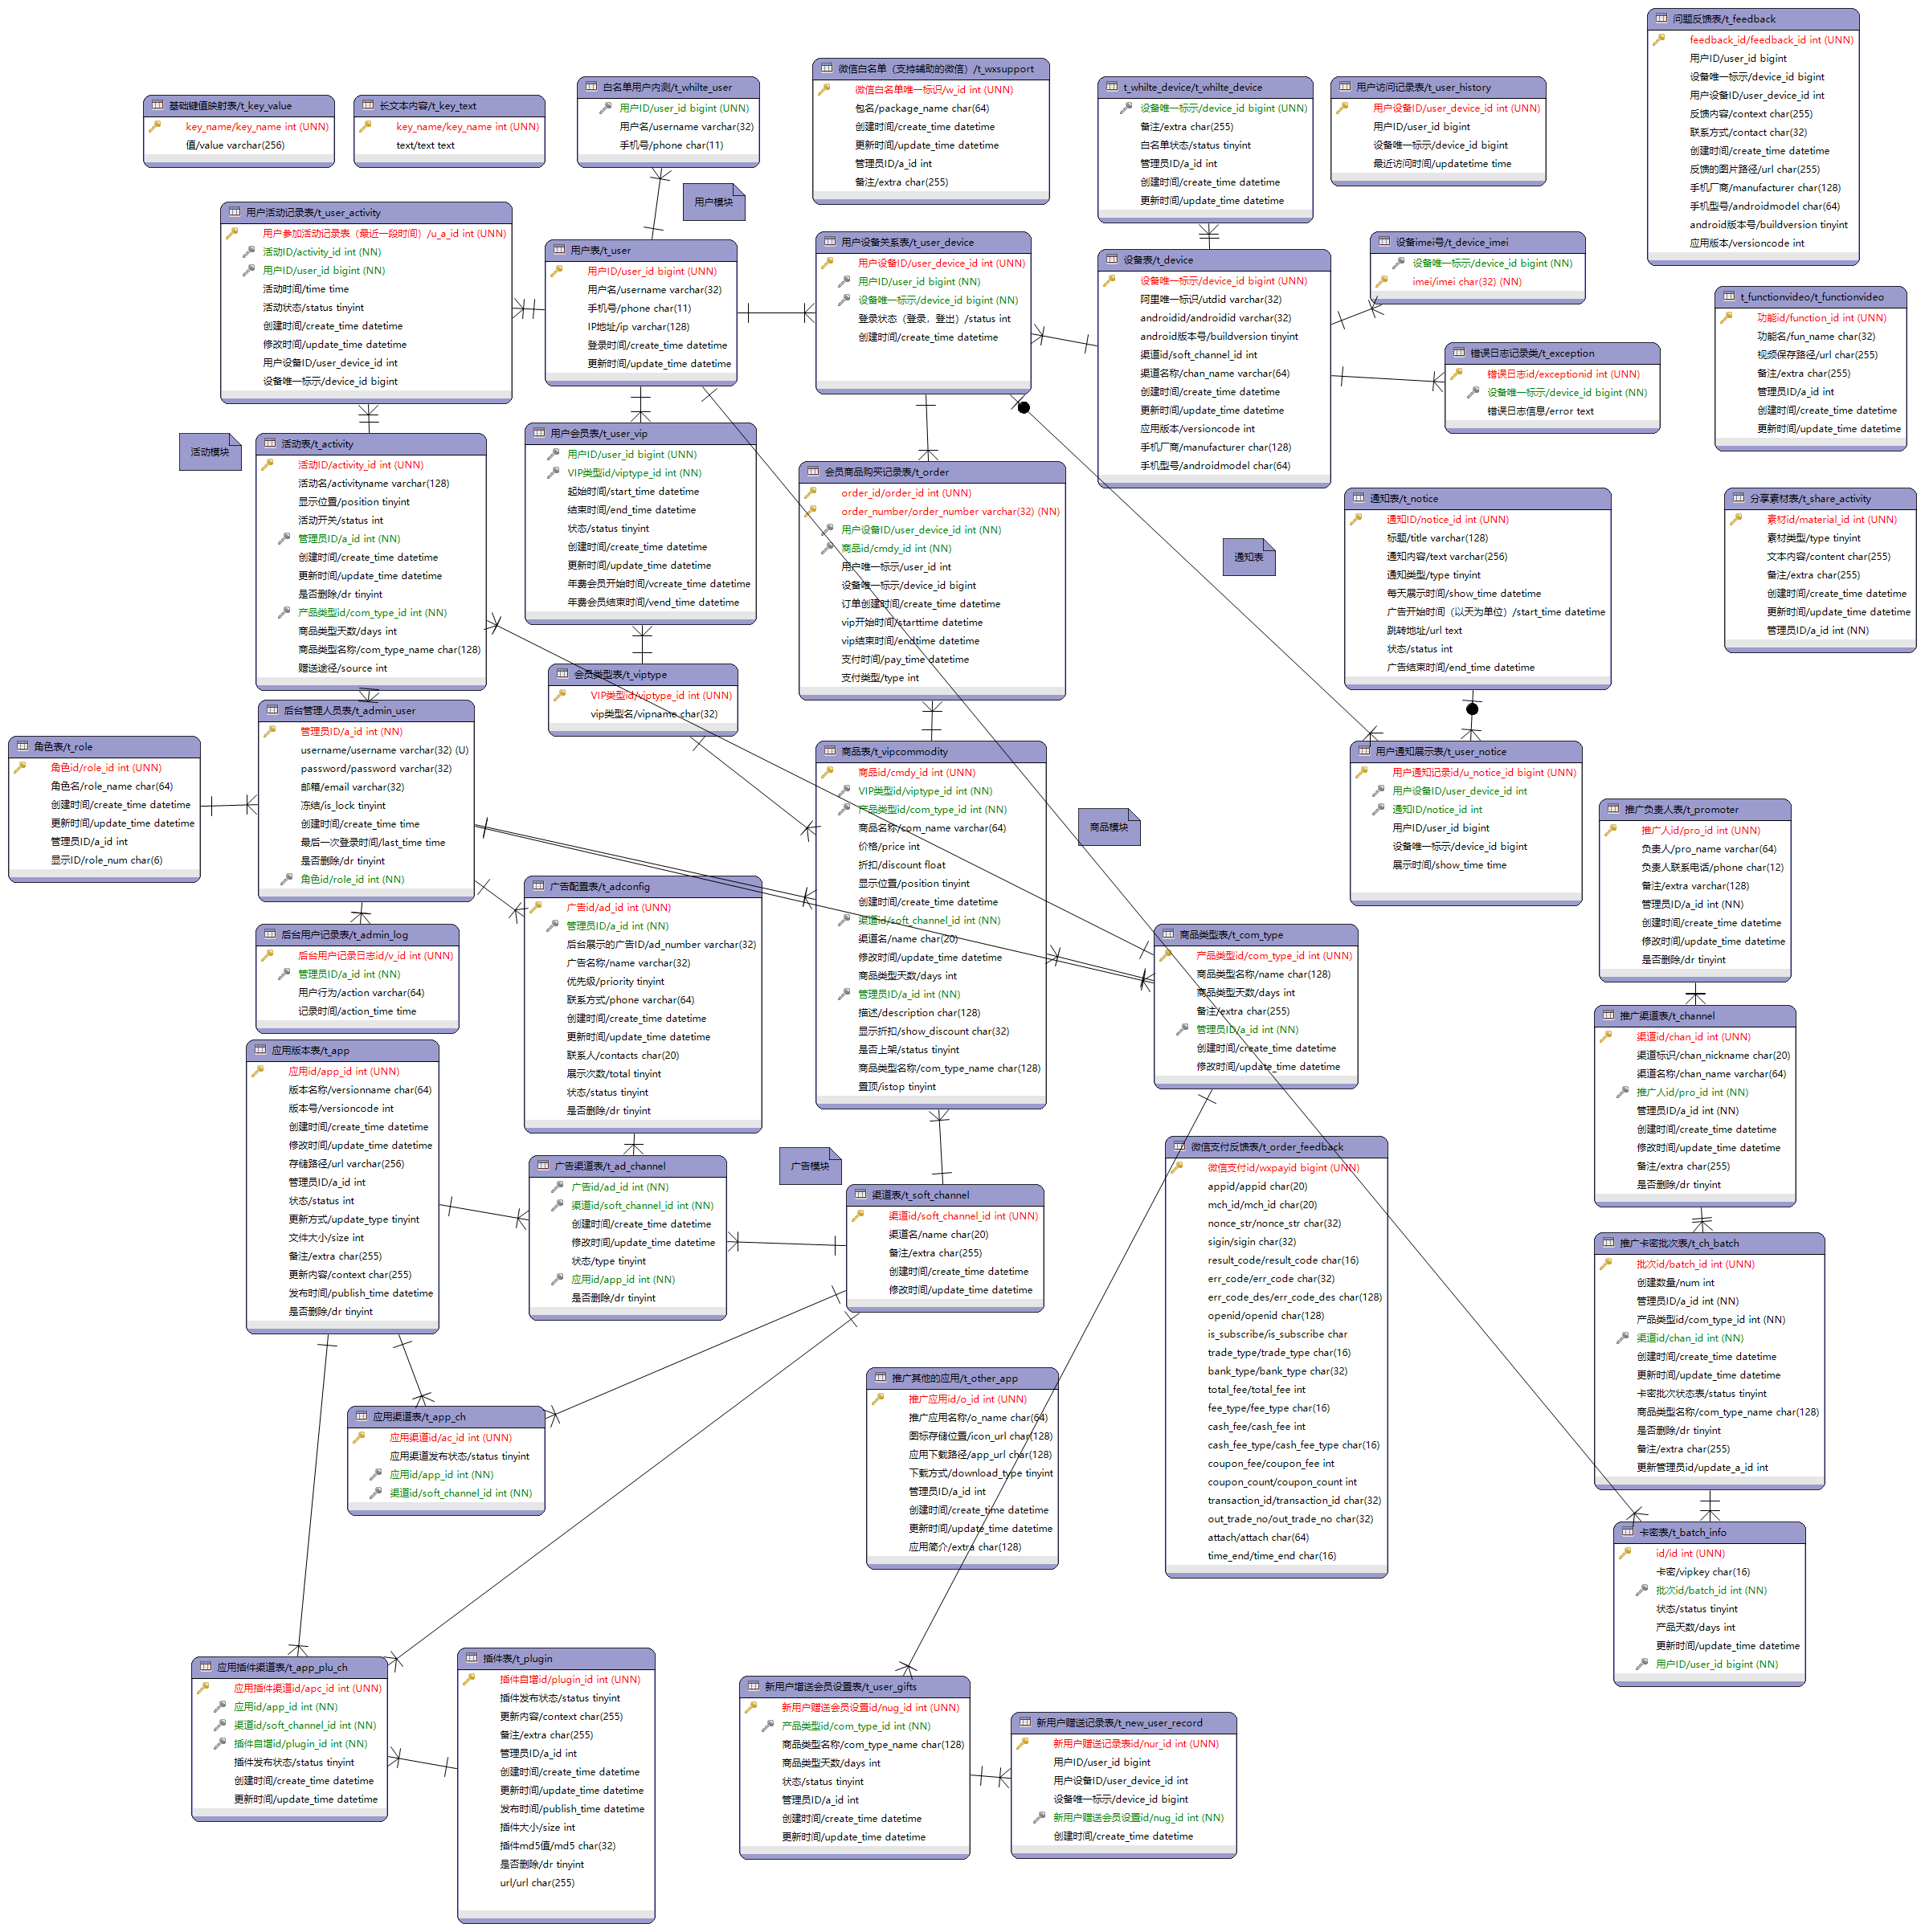 问题反馈表/t_feedback
feedback_id/feedback_id int (UNN)
用户ID/user_id bigint
设备唯一标示/device_id bigint
用户设备ID/user_device_id int
反馈内容/context char(255)
联系方式/contact char(32)
创建时间/create_time datetime
反馈的图片路径/url char(255)
手机厂商/manufacturer char(128)
手机型号/androidmodel char(64)
android版本号/buildversion tinyint
应用版本/versioncode int
基础键值映射表/t_key_value
key_name/key_name int (UNN)
值/value varchar(256)
长文本内容/t_key_text
key_name/key_name int (UNN)
text/text text
白名单用户内测/t_whilte_user
用户ID/user_id bigint (UNN)
用户名/username varchar(32)
手机号/phone char(11)
微信白名单（支持辅助的微信）/t_wxsupport
微信白名单唯一标识/w_id int (UNN)
包名/package_name char(64)
创建时间/create_time datetime
更新时间/update_time datetime
管理员ID/a_id int
备注/extra char(255)
t_whilte_device/t_whilte_device
设备唯一标示/device_id bigint (UNN)
备注/extra char(255)
白名单状态/status tinyint
管理员ID/a_id int
创建时间/create_time datetime
更新时间/update_time datetime
用户访问记录表/t_user_history
用户设备ID/user_device_id int (UNN)
用户ID/user_id bigint
设备唯一标示/device_id bigint
最近访问时间/updatetime time
用户模块
用户活动记录表/t_user_activity
用户参加活动记录表（最近一段时间）/u_a_id int (UNN)
活动ID/activity_id int (NN)
用户ID/user_id bigint (NN)
活动时间/time time
活动状态/status tinyint
创建时间/create_time datetime
修改时间/update_time datetime
用户设备ID/user_device_id int
设备唯一标示/device_id bigint
用户表/t_user
用户ID/user_id bigint (UNN)
用户名/username varchar(32)
手机号/phone char(11)
IP地址/ip varchar(128)
登录时间/create_time datetime
更新时间/update_time datetime
用户设备关系表/t_user_device
用户设备ID/user_device_id int (UNN)
用户ID/user_id bigint (NN)
设备唯一标示/device_id bigint (NN)
登录状态（登录，登出）/status int
创建时间/create_time datetime
设备表/t_device
设备唯一标示/device_id bigint (UNN)
阿里唯一标识/utdid varchar(32)
androidid/androidid varchar(32)
android版本号/buildversion tinyint
渠道id/soft_channel_id int
渠道名称/chan_name varchar(64)
创建时间/create_time datetime
更新时间/update_time datetime
应用版本/versioncode int
手机厂商/manufacturer char(128)
手机型号/androidmodel char(64)
设备imei号/t_device_imei
设备唯一标示/device_id bigint (NN)
imei/imei char(32) (NN)
错误日志记录类/t_exception
错误日志id/exceptionid int (UNN)
设备唯一标示/device_id bigint (NN)
错误日志信息/error text
t_functionvideo/t_functionvideo
功能id/function_id int (UNN)
功能名/fun_name char(32)
视频保存路径/url char(255)
备注/extra char(255)
管理员ID/a_id int
创建时间/create_time datetime
更新时间/update_time datetime
活动模块
活动表/t_activity
活动ID/activity_id int (UNN)
活动名/activityname varchar(128)
显示位置/position tinyint
活动开关/status int
管理员ID/a_id int (NN)
创建时间/create_time datetime
更新时间/update_time datetime
是否删除/dr tinyint
产品类型id/com_type_id int (NN)
商品类型天数/days int
商品类型名称/com_type_name char(128)
赠送途径/source int
用户会员表/t_user_vip
用户ID/user_id bigint (UNN)
VIP类型id/viptype_id int (NN)
起始时间/start_time datetime
结束时间/end_time datetime
状态/status tinyint
创建时间/create_time datetime
更新时间/update_time datetime
年费会员开始时间/vcreate_time datetime
年费会员结束时间/vend_time datetime
会员商品购买记录表/t_order
order_id/order_id int (UNN)
order_number/order_number varchar(32) (NN)
用户设备ID/user_device_id int (NN)
商品id/cmdy_id int (NN)
用户唯一标示/user_id int
设备唯一标示/device_id bigint
订单创建时间/create_time datetime
vip开始时间/starttime datetime
vip结束时间/endtime datetime
支付时间/pay_time datetime
支付类型/type int
通知表
通知表/t_notice
通知ID/notice_id int (UNN)
标题/title varchar(128)
通知内容/text varchar(256)
通知类型/type tinyint
每天展示时间/show_time datetime
广告开始时间（以天为单位）/start_time datetime
跳转地址/url text
状态/status int
广告结束时间/end_time datetime
分享素材表/t_share_activity
素材id/material_id int (UNN)
素材类型/type tinyint
文本内容/content char(255)
备注/extra char(255)
创建时间/create_time datetime
更新时间/update_time datetime
管理员ID/a_id int (NN)
会员类型表/t_viptype
VIP类型id/viptype_id int (UNN)
vip类型名/vipname char(32)
后台管理人员表/t_admin_user
管理员ID/a_id int (NN)
username/username varchar(32) (U)
password/password varchar(32)
邮箱/email varchar(32)
冻结/is_lock tinyint
创建时间/create_time time
最后一次登录时间/last_time time
是否删除/dr tinyint
角色id/role_id int (NN)
角色表/t_role
角色id/role_id int (UNN)
角色名/role_name char(64)
创建时间/create_time datetime
更新时间/update_time datetime
管理员ID/a_id int
显示ID/role_num char(6)
商品表/t_vipcommodity
商品id/cmdy_id int (UNN)
VIP类型id/viptype_id int (NN)
产品类型id/com_type_id int (NN)
商品名称/com_name varchar(64)
价格/price int
折扣/discount float
显示位置/position tinyint
创建时间/create_time datetime
渠道id/soft_channel_id int (NN)
渠道名/name char(20)
修改时间/update_time datetime
商品类型天数/days int
管理员ID/a_id int (NN)
描述/description char(128)
显示折扣/show_discount char(32)
是否上架/status tinyint
商品类型名称/com_type_name char(128)
置顶/istop tinyint
用户通知展示表/t_user_notice
用户通知记录id/u_notice_id bigint (UNN)
用户设备ID/user_device_id int
通知ID/notice_id int
用户ID/user_id bigint
设备唯一标示/device_id bigint
展示时间/show_time time
商品模块
推广负责人表/t_promoter
推广人id/pro_id int (UNN)
负责人/pro_name varchar(64)
负责人联系电话/phone char(12)
备注/extra varchar(128)
管理员ID/a_id int (NN)
创建时间/create_time datetime
修改时间/update_time datetime
是否删除/dr tinyint
广告配置表/t_adconfig
广告id/ad_id int (UNN)
管理员ID/a_id int (NN)
后台展示的广告ID/ad_number varchar(32)
广告名称/name varchar(32)
优先级/priority tinyint
联系方式/phone varchar(64)
创建时间/create_time datetime
更新时间/update_time datetime
联系人/contacts char(20)
展示次数/total tinyint
状态/status tinyint
是否删除/dr tinyint
后台用户记录表/t_admin_log
后台用户记录日志id/v_id int (UNN)
管理员ID/a_id int (NN)
用户行为/action varchar(64)
记录时间/action_time time
商品类型表/t_com_type
产品类型id/com_type_id int (UNN)
商品类型名称/name char(128)
商品类型天数/days int
备注/extra char(255)
管理员ID/a_id int (NN)
创建时间/create_time datetime
修改时间/update_time datetime
推广渠道表/t_channel
渠道id/chan_id int (UNN)
渠道标识/chan_nickname char(20)
渠道名称/chan_name varchar(64)
推广人id/pro_id int (NN)
管理员ID/a_id int (NN)
创建时间/create_time datetime
修改时间/update_time datetime
备注/extra char(255)
是否删除/dr tinyint
应用版本表/t_app
应用id/app_id int (UNN)
版本名称/versionname char(64)
版本号/versioncode int
创建时间/create_time datetime
修改时间/update_time datetime
存储路径/url varchar(256)
管理员ID/a_id int
状态/status int
更新方式/update_type tinyint
文件大小/size int
备注/extra char(255)
更新内容/context char(255)
发布时间/publish_time datetime
是否删除/dr tinyint
广告渠道表/t_ad_channel
广告id/ad_id int (NN)
渠道id/soft_channel_id int (NN)
创建时间/create_time datetime
修改时间/update_time datetime
状态/type tinyint
应用id/app_id int (NN)
是否删除/dr tinyint
广告模块
渠道表/t_soft_channel
渠道id/soft_channel_id int (UNN)
渠道名/name char(20)
备注/extra char(255)
创建时间/create_time datetime
修改时间/update_time datetime
微信支付反馈表/t_order_feedback
微信支付id/wxpayid bigint (UNN)
appid/appid char(20)
mch_id/mch_id char(20)
nonce_str/nonce_str char(32)
sigin/sigin char(32)
result_code/result_code char(16)
err_code/err_code char(32)
err_code_des/err_code_des char(128)
openid/openid char(128)
is_subscribe/is_subscribe char
trade_type/trade_type char(16)
bank_type/bank_type char(32)
total_fee/total_fee int
fee_type/fee_type char(16)
cash_fee/cash_fee int
cash_fee_type/cash_fee_type char(16)
coupon_fee/coupon_fee int
coupon_count/coupon_count int
transaction_id/transaction_id char(32)
out_trade_no/out_trade_no char(32)
attach/attach char(64)
time_end/time_end char(16)
推广卡密批次表/t_ch_batch
批次id/batch_id int (UNN)
创建数量/num int
管理员ID/a_id int (NN)
产品类型id/com_type_id int (NN)
渠道id/chan_id int (NN)
创建时间/create_time datetime
更新时间/update_time datetime
卡密批次状态表/status tinyint
商品类型名称/com_type_name char(128)
是否删除/dr tinyint
备注/extra char(255)
更新管理员id/update_a_id int
推广其他的应用/t_other_app
推广应用id/o_id int (UNN)
推广应用名称/o_name char(64)
图标存储位置/icon_url char(128)
应用下载路径/app_url char(128)
下载方式/download_type tinyint
管理员ID/a_id int
创建时间/create_time datetime
更新时间/update_time datetime
应用简介/extra char(128)
应用渠道表/t_app_ch
应用渠道id/ac_id int (UNN)
应用渠道发布状态/status tinyint
应用id/app_id int (NN)
渠道id/soft_channel_id int (NN)
卡密表/t_batch_info
id/id int (UNN)
卡密/vipkey char(16)
批次id/batch_id int (NN)
状态/status tinyint
产品天数/days int
更新时间/update_time datetime
用户ID/user_id bigint (NN)
应用插件渠道表/t_app_plu_ch
应用插件渠道id/apc_id int (UNN)
应用id/app_id int (NN)
渠道id/soft_channel_id int (NN)
插件自增id/plugin_id int (NN)
插件发布状态/status tinyint
创建时间/create_time datetime
更新时间/update_time datetime
插件表/t_plugin
插件自增id/plugin_id int (UNN)
插件发布状态/status tinyint
更新内容/context char(255)
备注/extra char(255)
管理员ID/a_id int
创建时间/create_time datetime
更新时间/update_time datetime
发布时间/publish_time datetime
插件大小/size int
插件md5值/md5 char(32)
是否删除/dr tinyint
url/url char(255)
新用户增送会员设置表/t_user_gifts
新用户赠送会员设置id/nug_id int (UNN)
产品类型id/com_type_id int (NN)
商品类型名称/com_type_name char(128)
商品类型天数/days int
状态/status tinyint
管理员ID/a_id int
创建时间/create_time datetime
更新时间/update_time datetime
新用户赠送记录表/t_new_user_record
新用户赠送记录表id/nur_id int (UNN)
用户ID/user_id bigint
用户设备ID/user_device_id int
设备唯一标示/device_id bigint
新用户赠送会员设置id/nug_id int (NN)
创建时间/create_time datetime